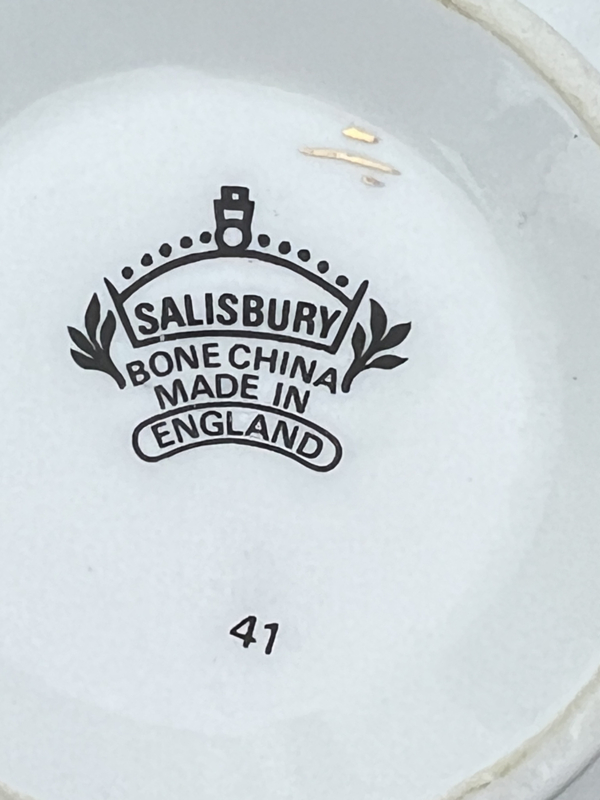 SALISBURY
BONE CHINA
MADE IN
ENGLAND
41